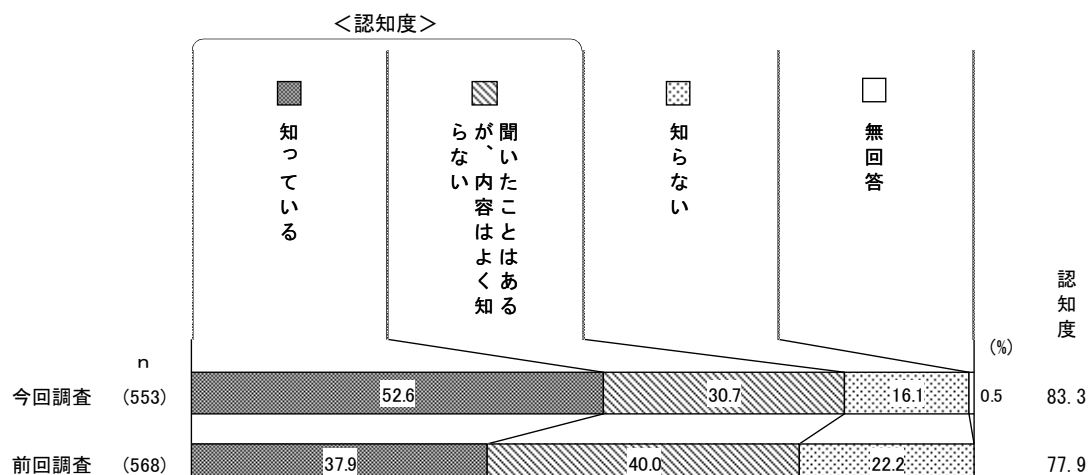 ＜認知度＞
知っている
聞いたことはある
が、内容はよく知
らない
知らない
無回答
認知度
(%)
n
今回調査 (553) 52.6 30.7 16.1 0.5 83.3
前回調査 (568) 37.9 40.0 22.2 77.9